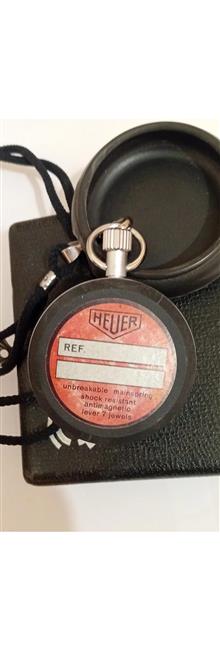 HEUER
REF.
unbreakable mainspring
shock resistant
antimagnetic
lever 7 jewels